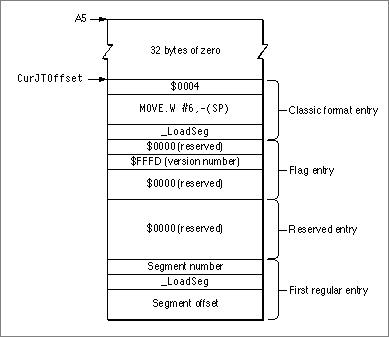 A5
32 bytes of zero
CurJTOffset
$0004
MOVE.W #6,-(SP)
Classic format entry
_LoadSeg
$0000 (reserved)
$FFFD (version number)
Flag entry
$0000 (reserved)
$0000 (reserved)
Reserved entry
Segment number
_LoadSeg
First regular entry
Segment offset